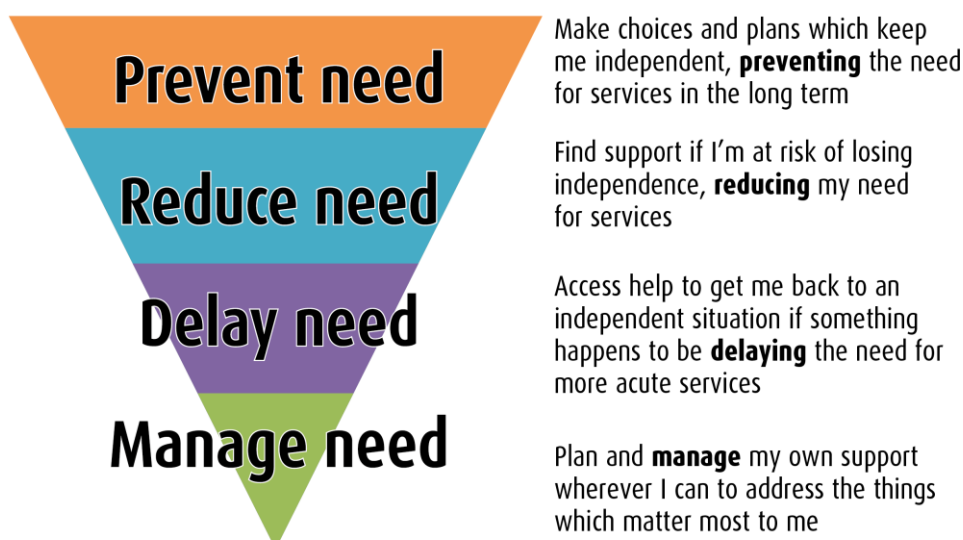 Prevent need
Make choices and plans which keep
me independent, preventing the need
for services in the long term
Reduce need
Find support if I'm at risk of losing
independence, reducing my need
for services
Delay need
Access help to get me back to an
independent situation if something
happens to be delaying the need for
more acute services
Manage need
Plan and manage my own support
wherever I can to address the things
which matter most to me